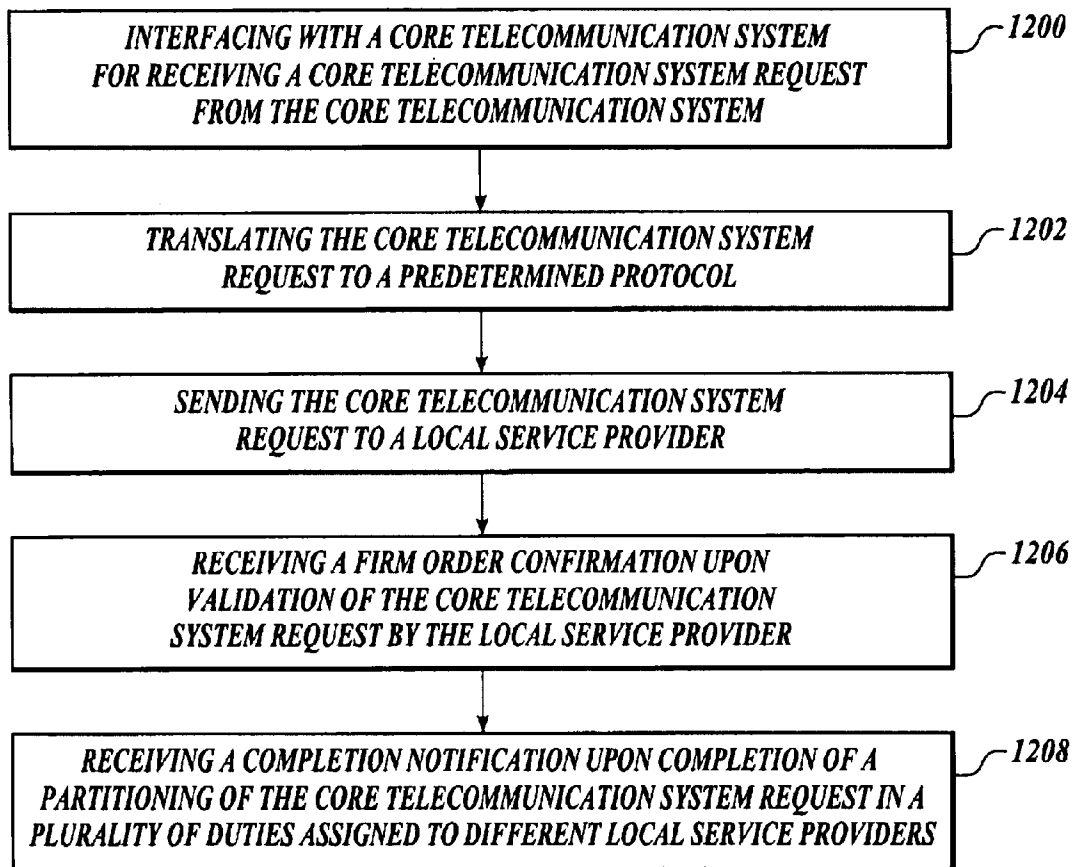 INTERFACING WITH A CORE TELECOMMUNICATION SYSTEM
FOR RECEIVING A CORE TELECOMMUNICATION SYSTEM REQUEST
FROM THE CORE TELECOMMUNICATION SYSTEM
1200
TRANSLATING THE CORE TELECOMMUNICATION SYSTEM
REQUEST TO A PREDETERMINED PROTOCOL
1202
SENDING THE CORE TELECOMMUNICATION SYSTEM
REQUEST TO A LOCAL SERVICE PROVIDER
1204
RECEIVING A FIRM ORDER CONFIRMATION UPON
VALIDATION OF THE CORE TELECOMMUNICATION
SYSTEM REQUEST BY THE LOCAL SERVICE PROVIDER
1206
RECEIVING A COMPLETION NOTIFICATION UPON COMPLETION OF A
PARTITIONING OF THE CORE TELECOMMUNICATION SYSTEM REQUEST IN A
PLURALITY OF DUTIES ASSIGNED TO DIFFERENT LOCAL SERVICE PROVIDERS
1208